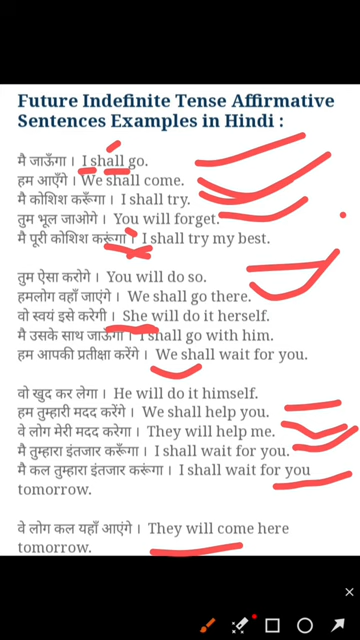 Future Indefinite Tense Affirmative
Sentences Examples in Hindi :
मै जाऊँगा । I shall go.
हम आएँगे । We shall come.
मै कोशिश करूँगा । I shall try.
तुम भूल जाओगे । You will forget.
मै पूरी कोशिश करूंगा । I shall try my best.
तुम ऐसा करोगे । You will do so.
हमलोग वहाँ जाएंगे । We shall go there.
वो स्वयं इसे करेगी । She will do it herself.
मै उसके साथ जाऊँगा । I shall go with him.
हम आपकी प्रतीक्षा करेंगे । We shall wait for you.
वो खुद कर लेगा । He will do it himself.
हम तुम्हारी मदद करेंगे । We shall help you.
वे लोग मेरी मदद करेगा । They will help me.
मै तुम्हारा इंतजार करूँगा । I shall wait for you.
मै कल तुम्हारा इंतजार करूंगा । I shall wait for you
tomorrow.
वे लोग कल यहाँ आएंगे । They will come here
tomorrow.